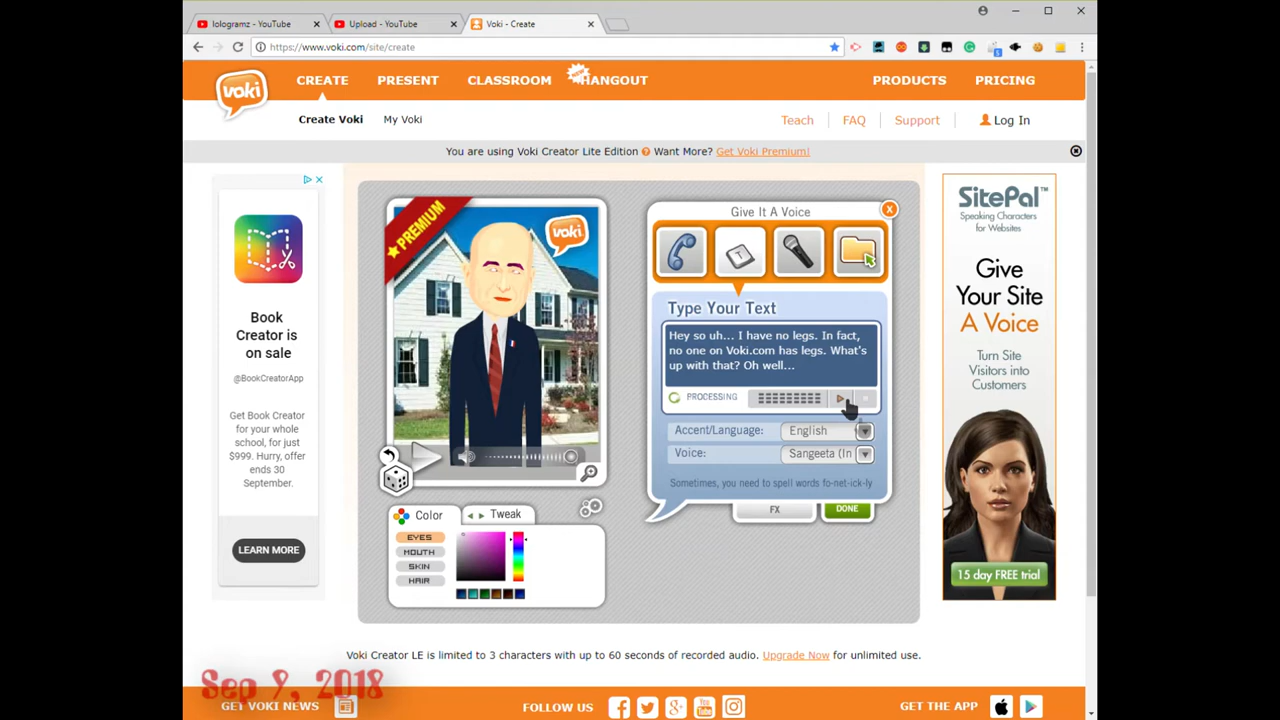 lologramz - YouTube
Upload - YouTube
Voki - Create
https://www.voki.com/site/create
voki
CREATE
PRESENT
CLASSROOM
HANGOUT
PRODUCTS
PRICING
Create Voki
My Voki
Teach
FAQ
Support
Log In
You are using Voki Creator Lite Edition
Want More? Get Voki Premium!
Book
Creator is
on sale
@BookCreatorApp
Get Book Creator
for your whole
school, for just
$999. Hurry, offer
ends 30
September.
LEARN MORE
PREMIUM
voki
Color
Tweak
EYES
MOUTH
SKIN
HAIR
Give It A Voice
Type Your Text
Hey so uh... I have no legs. In fact,
no one on Voki.com has legs. What's
up with that? Oh well...
PROCESSING
Accent/Language:
English
Voice:
Sangeeta (In
Sometimes, you need to spell words fo-net-ick-ly
FX
DONE
SitePal™
Speaking Characters
for Websites
Give
Your Site
A Voice
Turn Site
Visitors into
Customers
15 day FREE trial
Voki Creator LE is limited to 3 characters with up to 60 seconds of recorded audio. Upgrade Now for unlimited use.
Sep 9, 2018
GET VOKI NEWS
FOLLOW US
GET THE APP